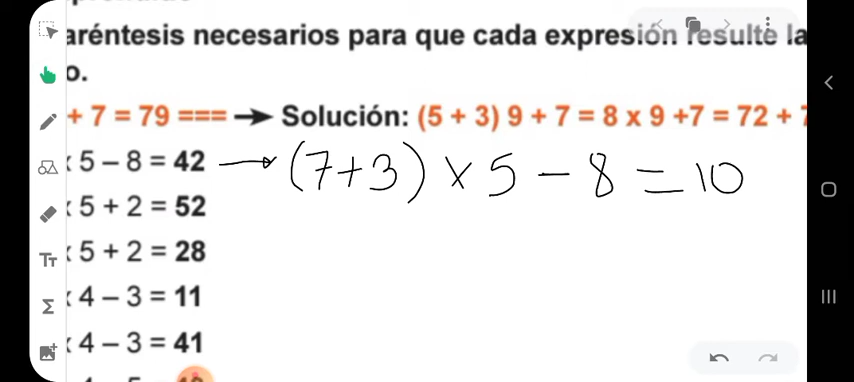 aréntesis necesarios para que cada expresión resulte la
o.
+ 7 = 79 === → Solución: (5 + 3) 9 + 7 = 8 x 9 +7 = 72 +
5 – 8 = 42 → (7+3) × 5 – 8 = 10
5 + 2 = 52
5 + 2 = 28
4 – 3 = 11
4 – 3 = 41